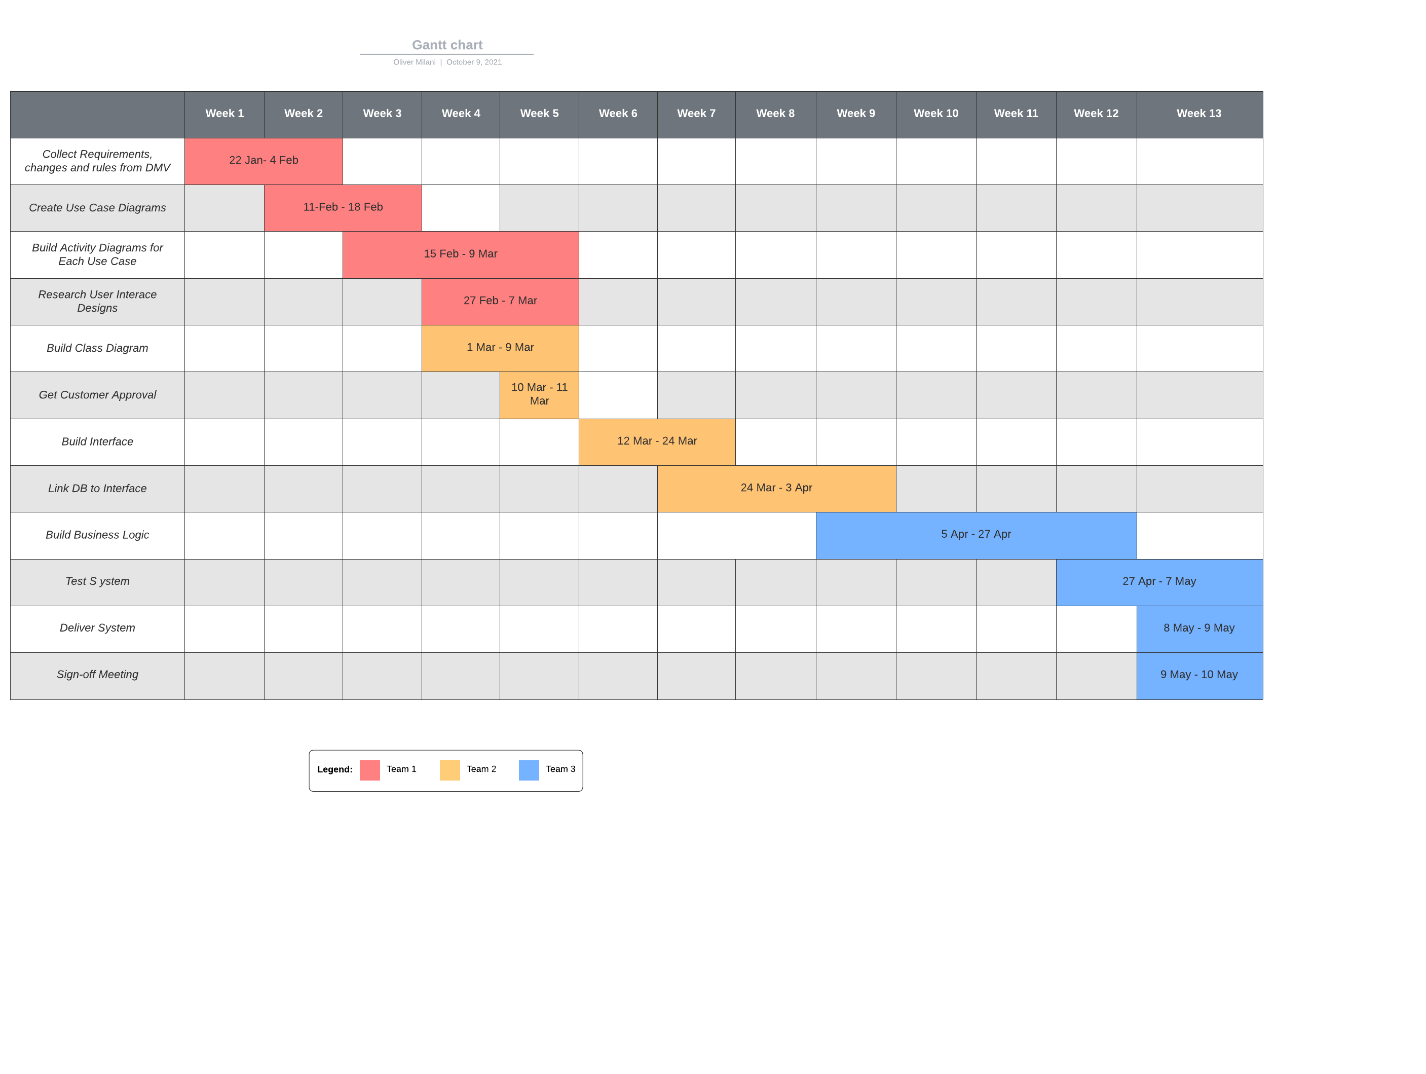 Gantt chart
Oliver Milani | October 9, 2021
Week 1 Week 2 Week 3 Week 4 Week 5 Week 6 Week 7 Week 8 Week 9 Week 10 Week 11 Week 12 Week 13
Collect Requirements,
changes and rules from DMV
22 Jan- 4 Feb
Create Use Case Diagrams
11-Feb - 18 Feb
Build Activity Diagrams for
Each Use Case
15 Feb - 9 Mar
Research User Interace
Designs
27 Feb - 7 Mar
Build Class Diagram
1 Mar - 9 Mar
Get Customer Approval
10 Mar - 11
Mar
Build Interface
12 Mar - 24 Mar
Link DB to Interface
24 Mar - 3 Apr
Build Business Logic
5 Apr - 27 Apr
Test S ystem
27 Apr - 7 May
Deliver System
8 May - 9 May
Sign-off Meeting
9 May - 10 May
Legend: Team 1 Team 2 Team 3